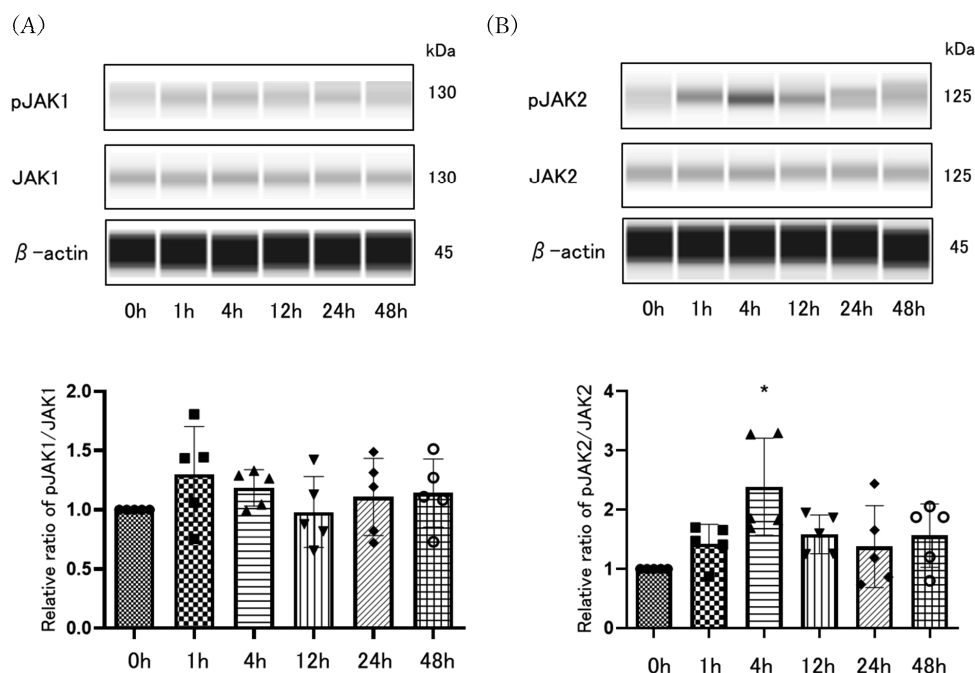 (A)
kDa
pJAK1
130
JAK1
130
β-actin
45
0h 1h 4h 12h 24h 48h
Relative ratio of pJAK1/JAK1
2.0
1.5
1.0
0.5
0.0
0h 1h 4h 12h 24h 48h
(B)
kDa
pJAK2
125
JAK2
125
β-actin
45
0h 1h 4h 12h 24h 48h
Relative ratio of pJAK2/JAK2
4
3
2
1
0
*
0h 1h 4h 12h 24h 48h